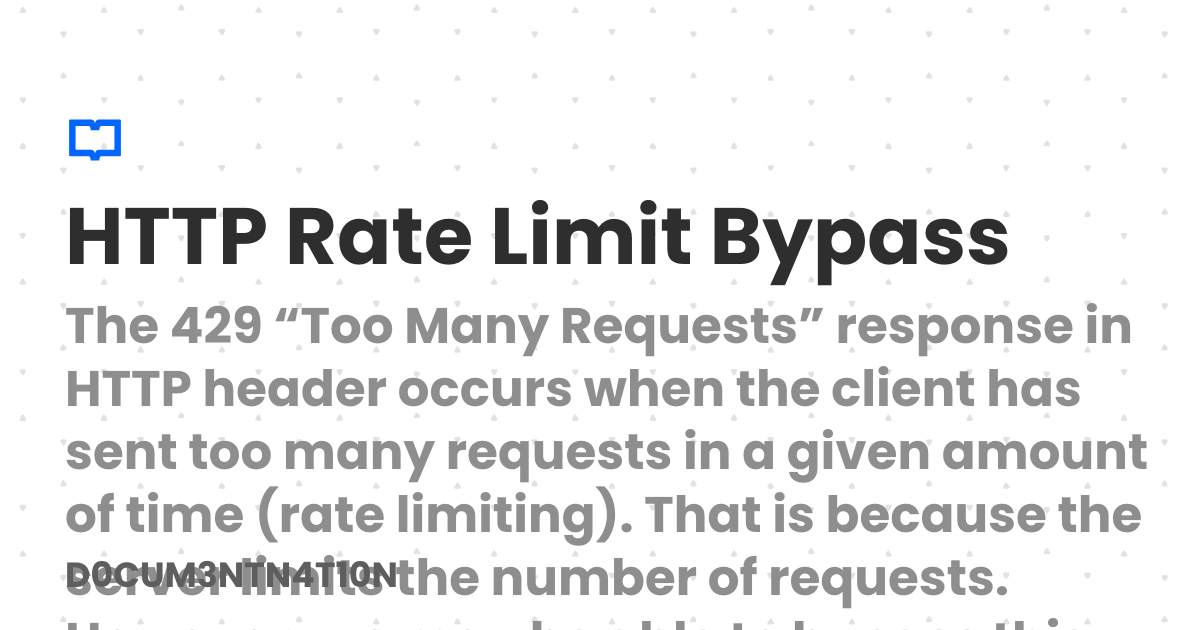 HTTP Rate Limit Bypass
The 429 “Too Many Requests” response in
HTTP header occurs when the client has
sent too many requests in a given amount
of time (rate limiting). That is because the
server limits the number of requests.
D0CUM3NTN4T10N